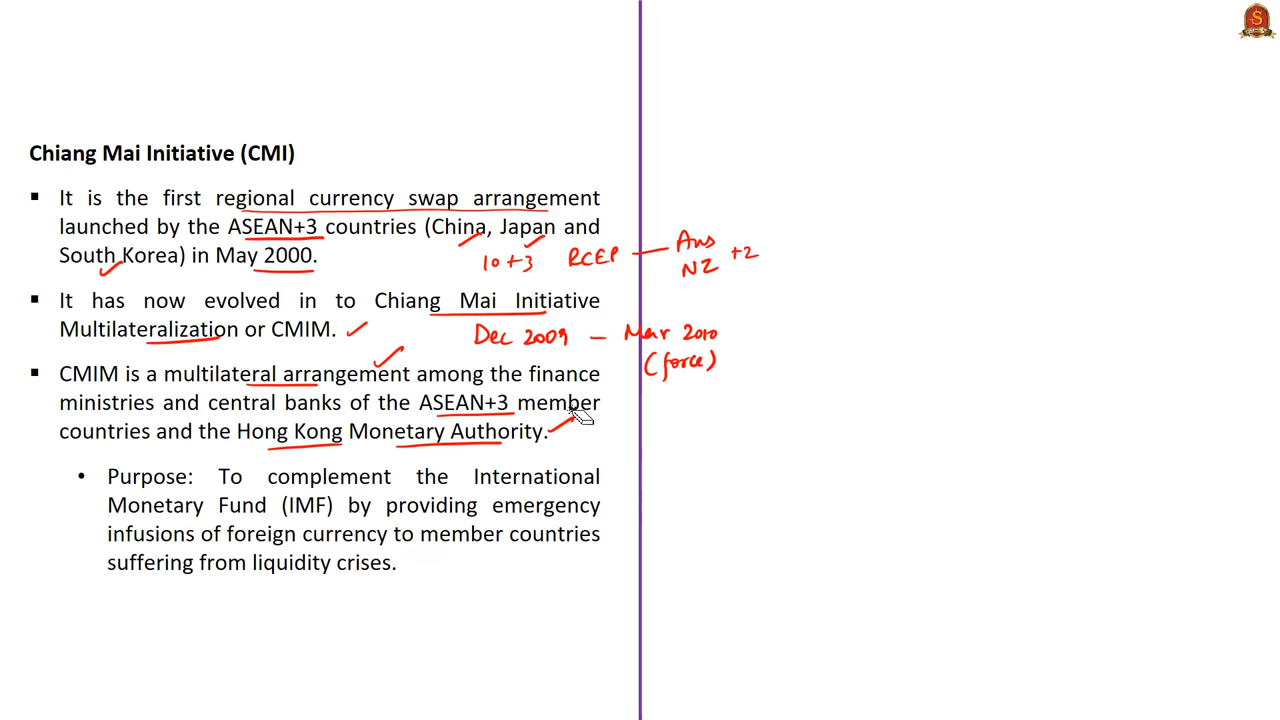 Chiang Mai Initiative (CMI)
▪ It is the first regional currency swap arrangement
launched by the ASEAN+3 countries (China, Japan and
South Korea) in May 2000.
10+3 RCEP — Aus
NZ +2
▪ It has now evolved in to Chiang Mai Initiative
Multilateralization or CMIM.
Dec 2009 — Mar 2010
(force)
▪ CMIM is a multilateral arrangement among the finance
ministries and central banks of the ASEAN+3 member
countries and the Hong Kong Monetary Authority.
• Purpose: To complement the International
Monetary Fund (IMF) by providing emergency
infusions of foreign currency to member countries
suffering from liquidity crises.
S